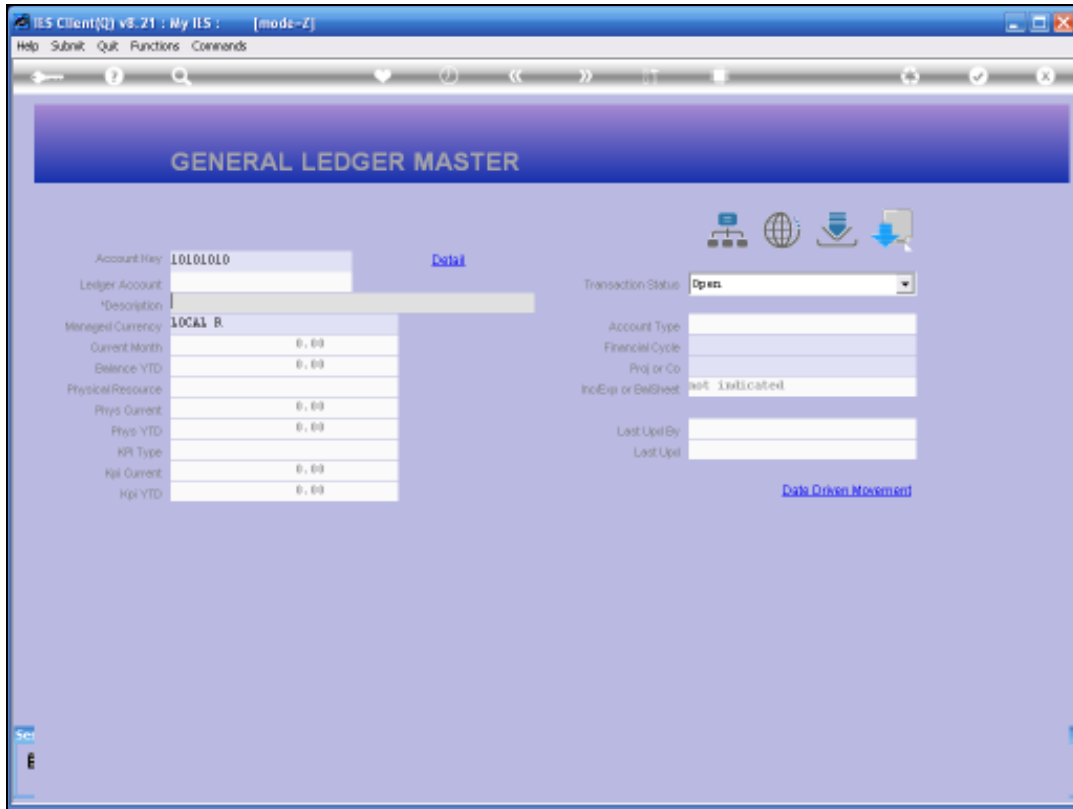 IES Client(Q) v8.21 : My IES : [mode=Z]
Help Submit Quit Functions Commands
GENERAL LEDGER MASTER
Account Key 10101010 Detail
Ledger Account Transaction Status Open
*Description
Managed Currency LOCAL R Account Type
Current Month 0.00 Financial Cycle
Balance YTD 0.00 Proj or Co
Physical Resource Inc/Exp or BalSheet not indicated
Phys Current 0.00
Phys YTD 0.00 Last Upd By
KPI Type Last Upd
Kpi Current 0.00
Kpi YTD 0.00 Date Driven Movement